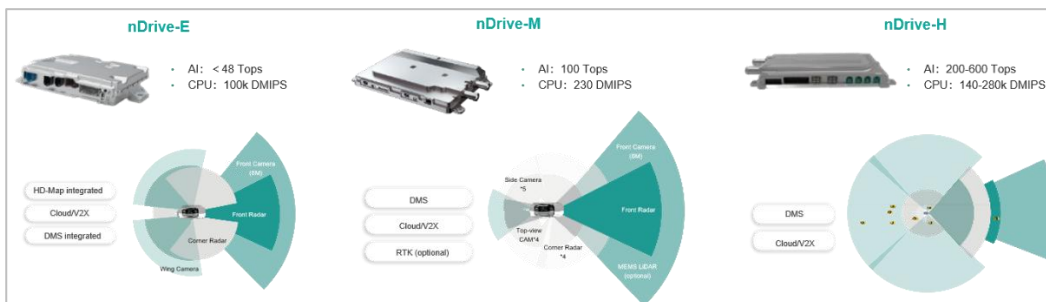 nDrive-E
• AI: < 48 Tops
• CPU: 100k DMIPS
HD-Map integrated
Cloud/V2X
DMS integrated
Front Camera
(8M)
Front Radar
Corner Radar
Wing Camera
nDrive-M
• AI: 100 Tops
• CPU: 230 DMIPS
DMS
Cloud/V2X
RTK (optional)
Front Camera
(8M)
Side Camera
*5
Front Radar
Top-view
CAM*4
Corner Radar
*4
MEMS LiDAR
(optional)
nDrive-H
• AI: 200-600 Tops
• CPU: 140-280k DMIPS
DMS
Cloud/V2X